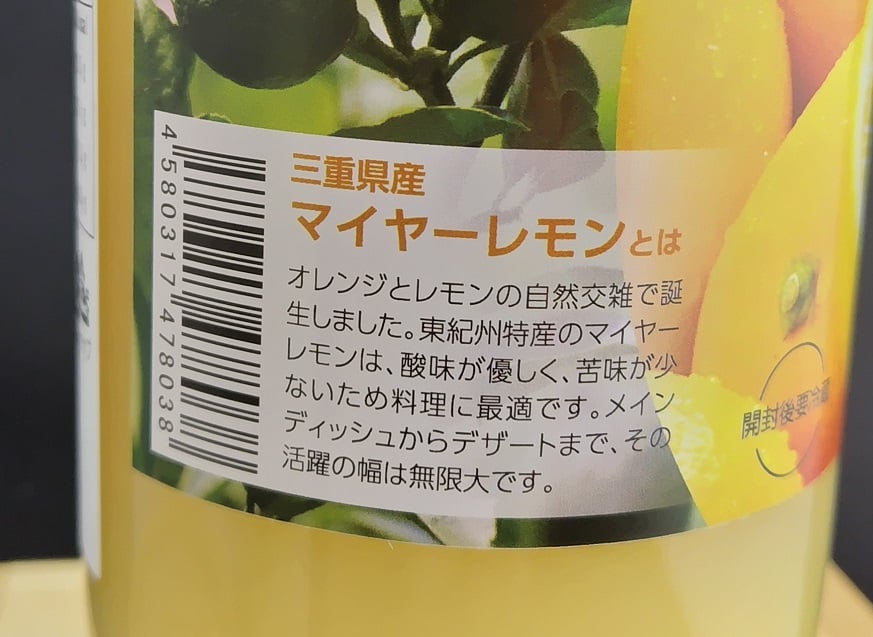 三重県産
マイヤーレモンとは
オレンジとレモンの自然交雑で誕
生しました。東紀州特産のマイヤー
レモンは、酸味が優しく、苦味が少
ないため料理に最適です。メイン
ディッシュからデザートまで、その
活躍の幅は無限大です。
4 580317 478038
開封後要冷蔵